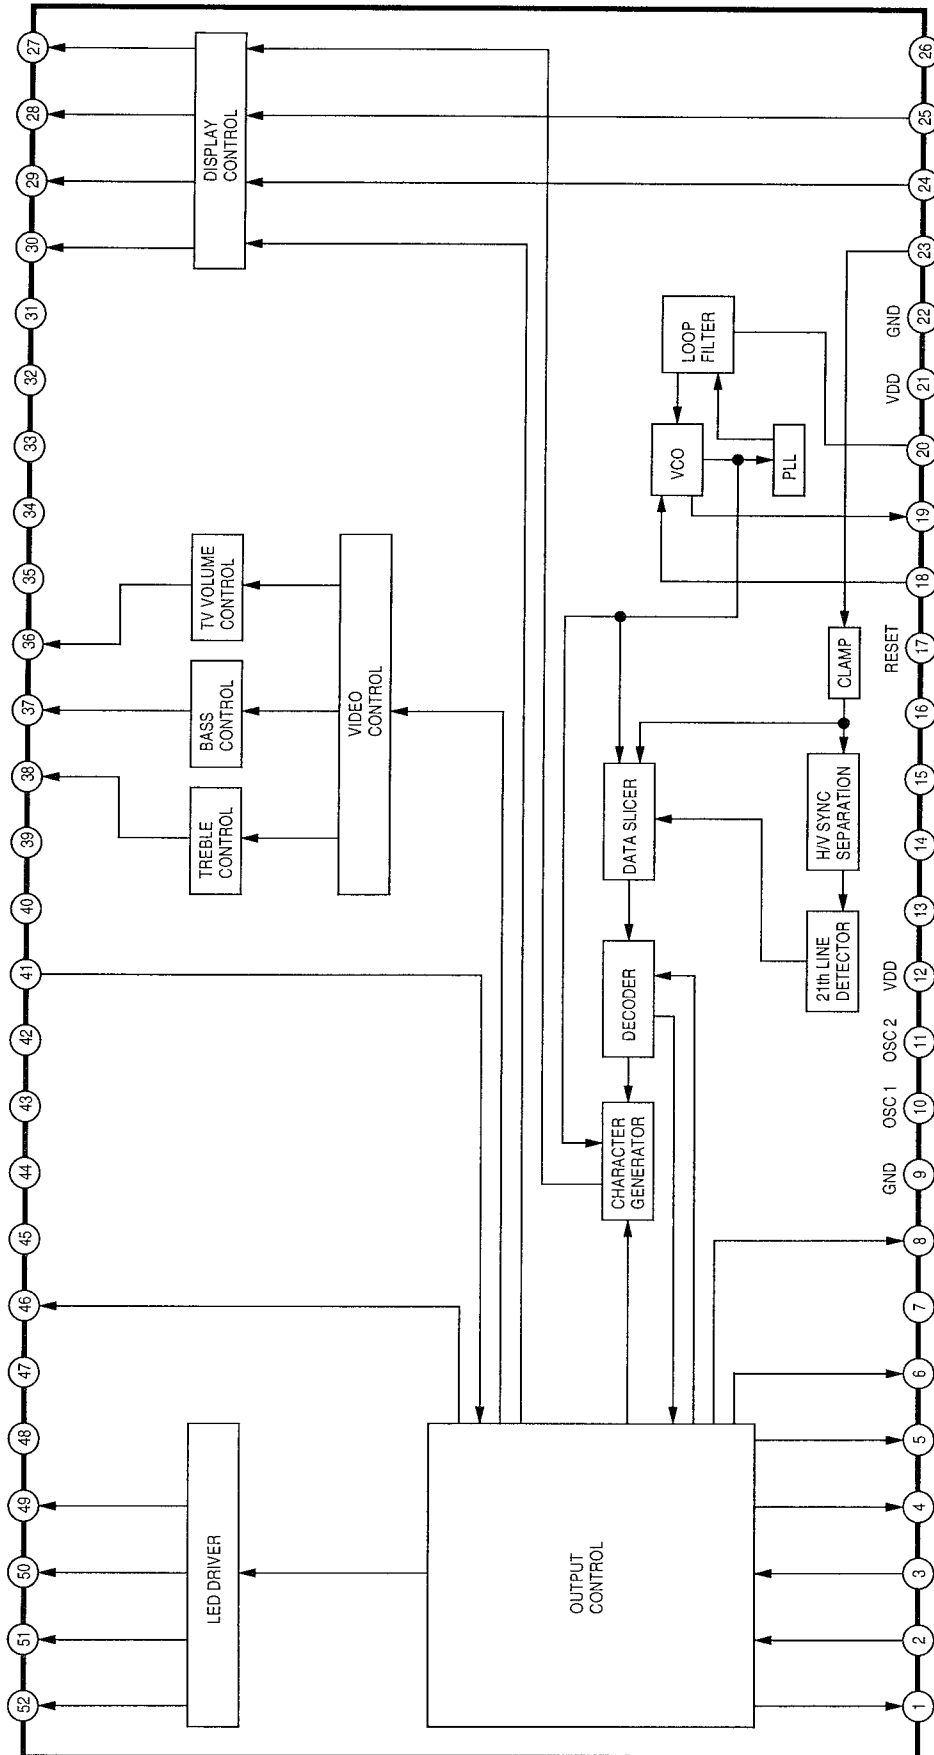 52
51
50
49
48
47
46
45
44
43
42
41
40
39
38
37
36
35
34
33
32
31
30
29
28
27
LED DRIVER
TREBLE
CONTROL
BASS
CONTROL
TV VOLUME
CONTROL
DISPLAY
CONTROL
VIDEO
CONTROL
OUTPUT
CONTROL
CHARACTER
GENERATOR
DECODER
DATA SLICER
VCO
LOOP
FILTER
PLL
21th LINE
DETECTOR
H/V SYNC
SEPARATION
CLAMP
GND
OSC 1
OSC 2
VDD
RESET
VDD
GND
1
2
3
4
5
6
7
8
9
10
11
12
13
14
15
16
17
18
19
20
21
22
23
24
25
26